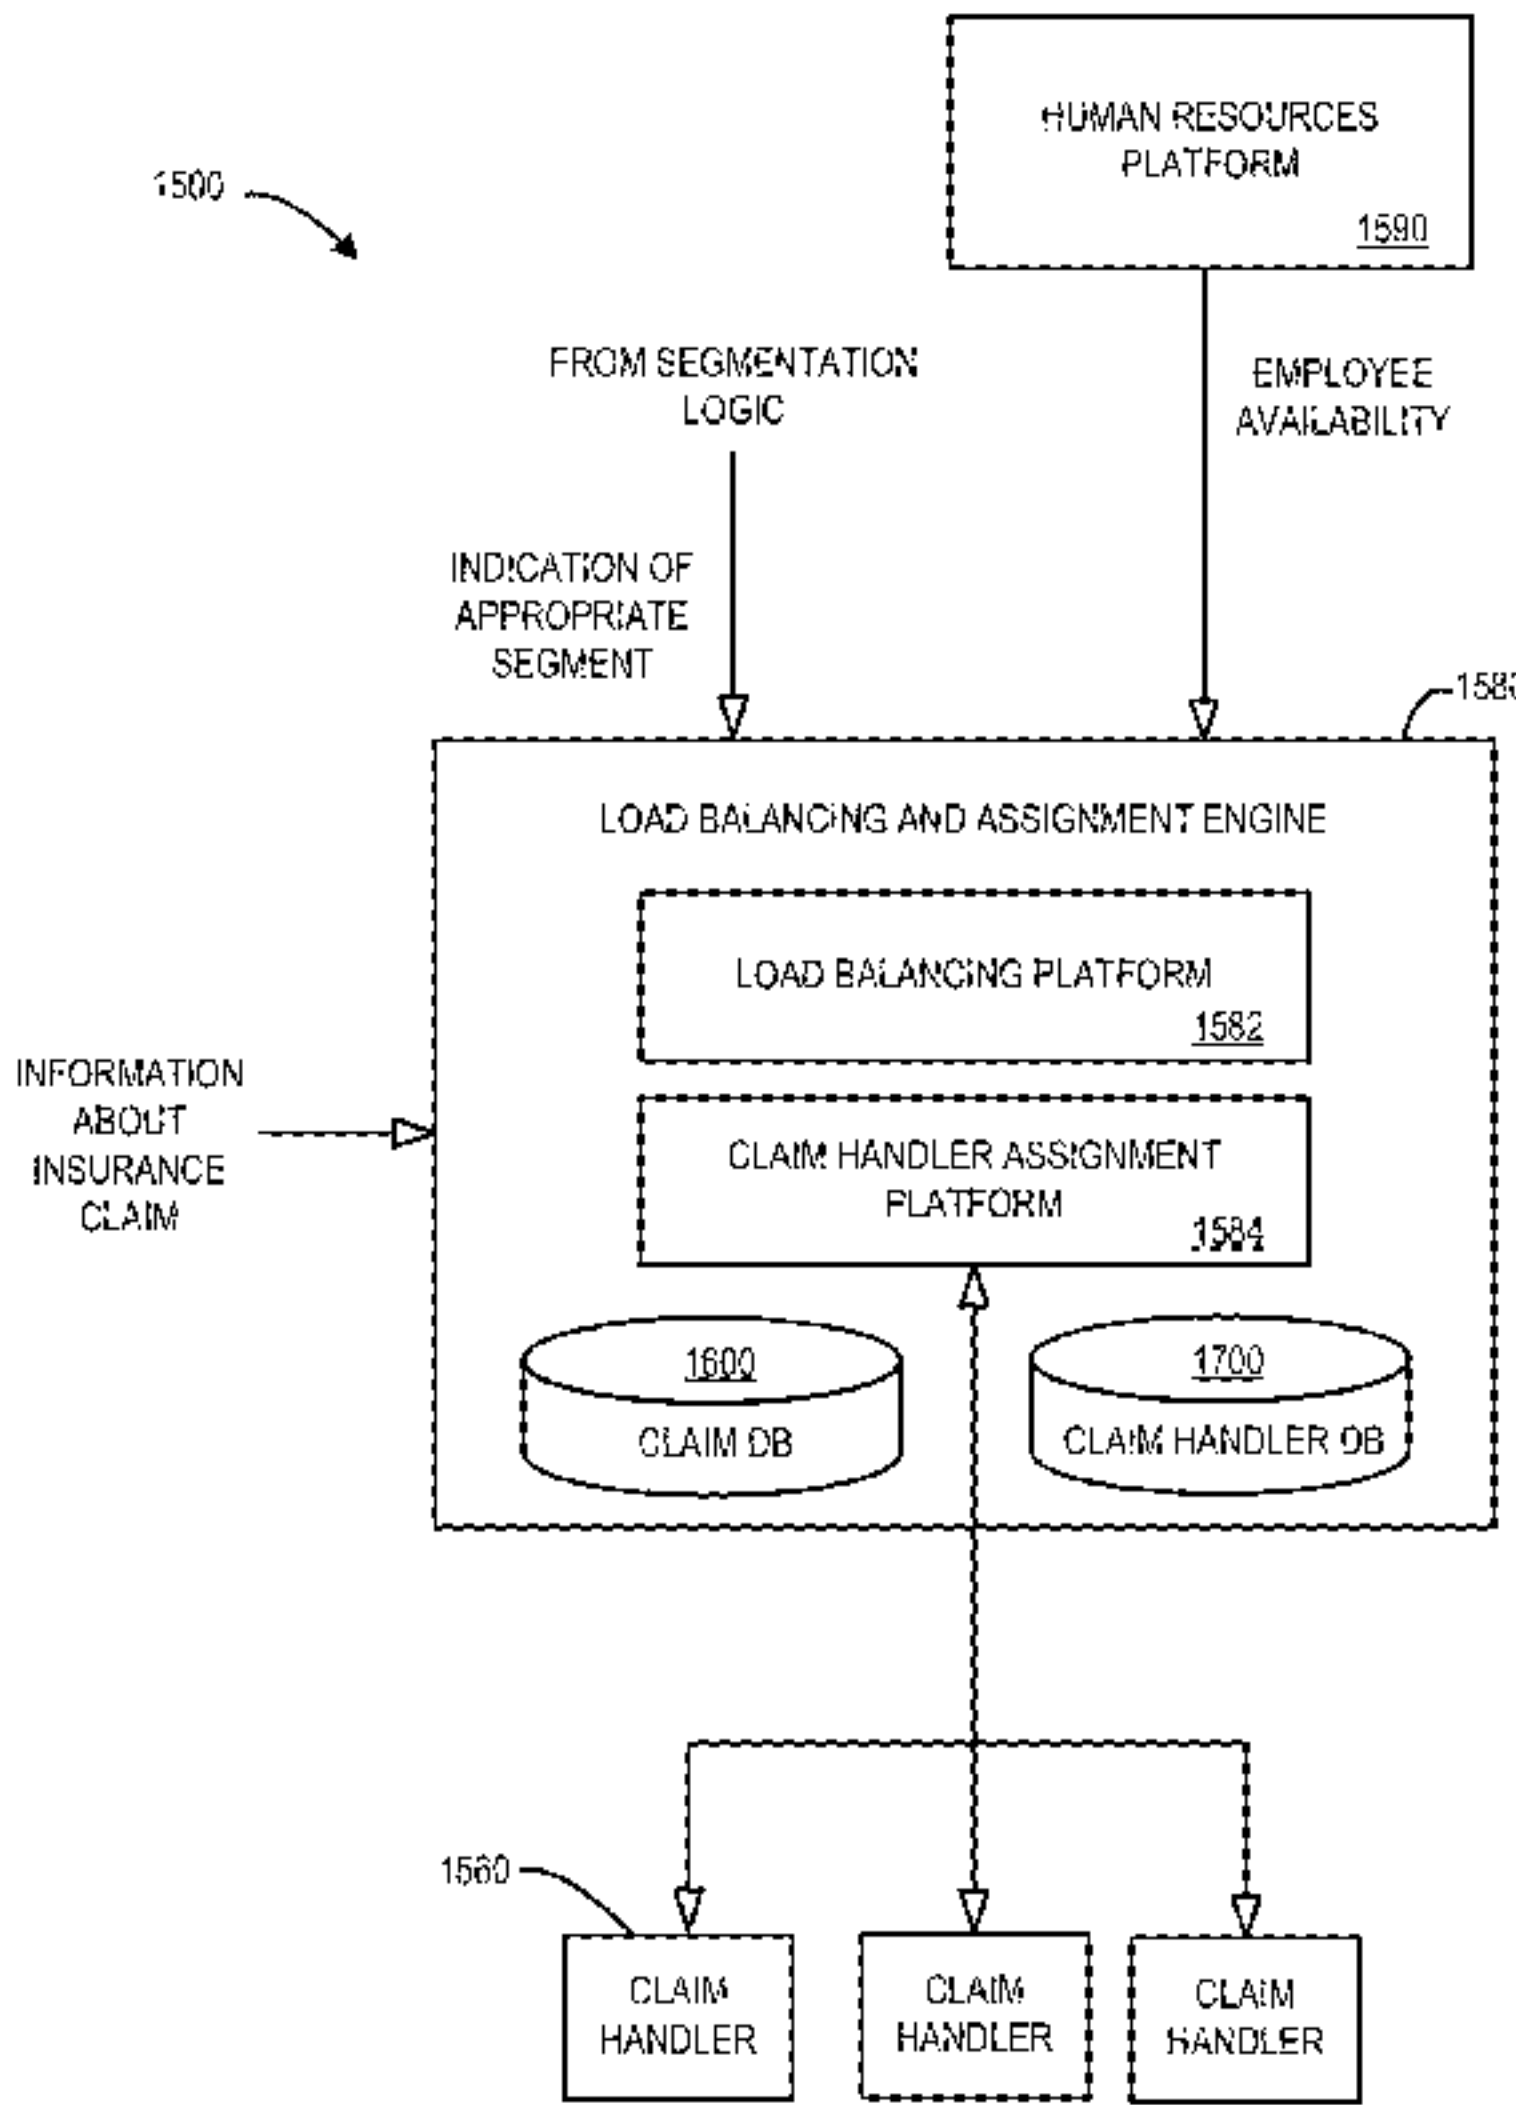 HUMAN RESOURCES
PLATFORM
1590
1500
FROM SEGMENTATION
LOGIC
EMPLOYEE
AVAILABILITY
INDICATION OF
APPROPRIATE
SEGMENT
LOAD BALANCING AND ASSIGNMENT ENGINE
LOAD BALANCING PLATFORM
1582
INFORMATION
ABOUT
INSURANCE
CLAIM
CLAIM HANDLER ASSIGNMENT
PLATFORM
1584
1600
CLAIM DB
1700
CLAIM HANDLER DB
1560
CLAIM
HANDLER
CLAIM
HANDLER
CLAIM
HANDLER